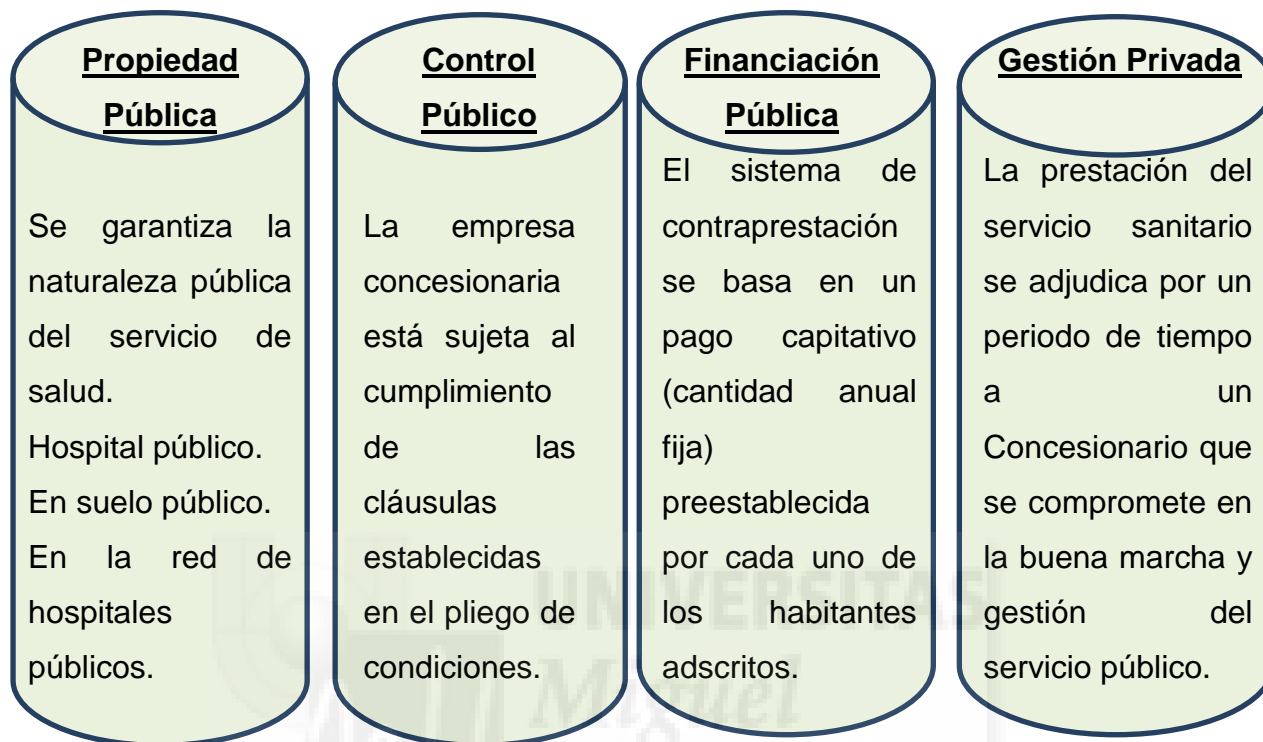 Propiedad
Pública
Se garantiza la
naturaleza pública
del servicio de
salud.
Hospital público.
En suelo público.
En la red de
hospitales
públicos.
Control
Público
La empresa
concesionaria
está sujeta al
cumplimiento
de las
cláusulas
establecidas
en el pliego de
condiciones.
Financiación
Pública
El sistema de
contraprestación
se basa en un
pago capitativo
(cantidad anual
fija)
preestablecida
por cada uno de
los habitantes
adscritos.
Gestión Privada
La prestación del
servicio sanitario
se adjudica por un
periodo de tiempo
a un
Concesionario que
se compromete en
la buena marcha y
gestión del
servicio público.
UNIVERSITAS
Miguel